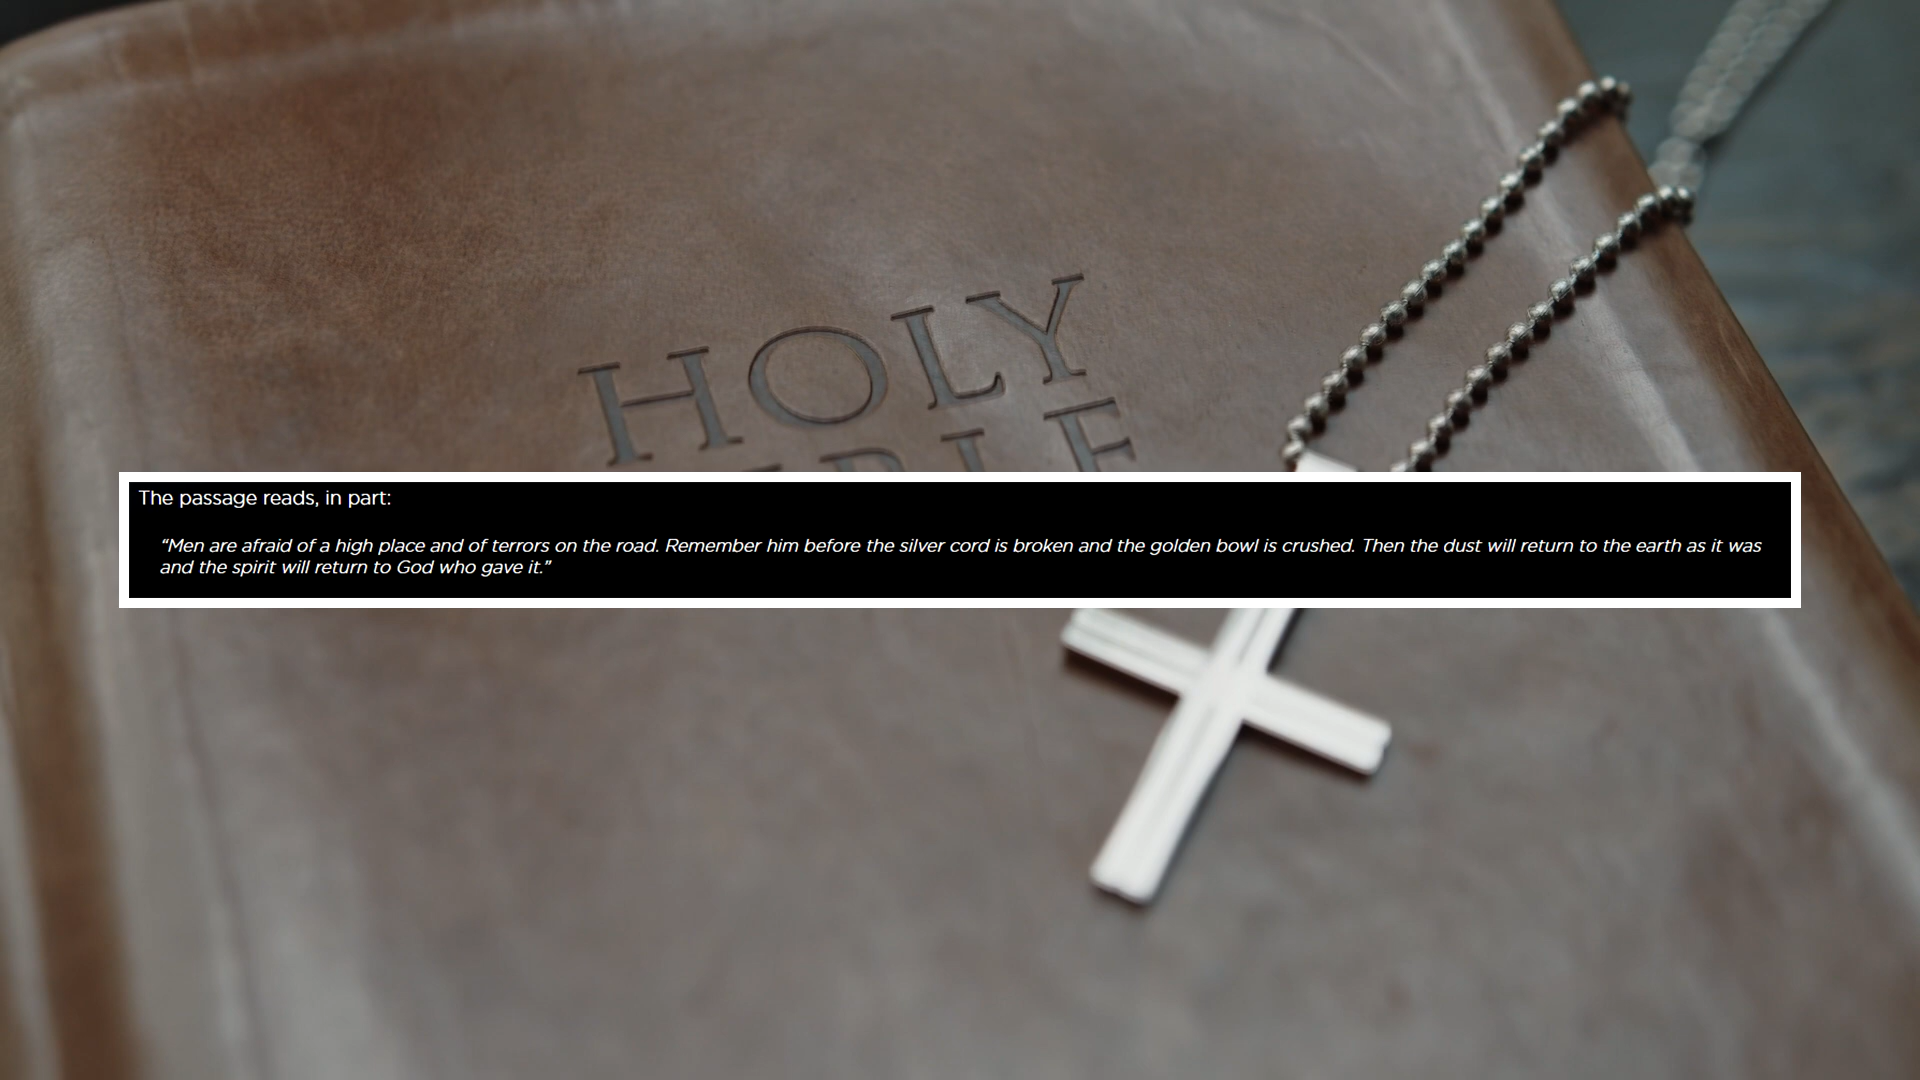 HOLY
BIBLE
The passage reads, in part:
“Men are afraid of a high place and of terrors on the road. Remember him before the silver cord is broken and the golden bowl is crushed. Then the dust will return to the earth as it was
and the spirit will return to God who gave it.”